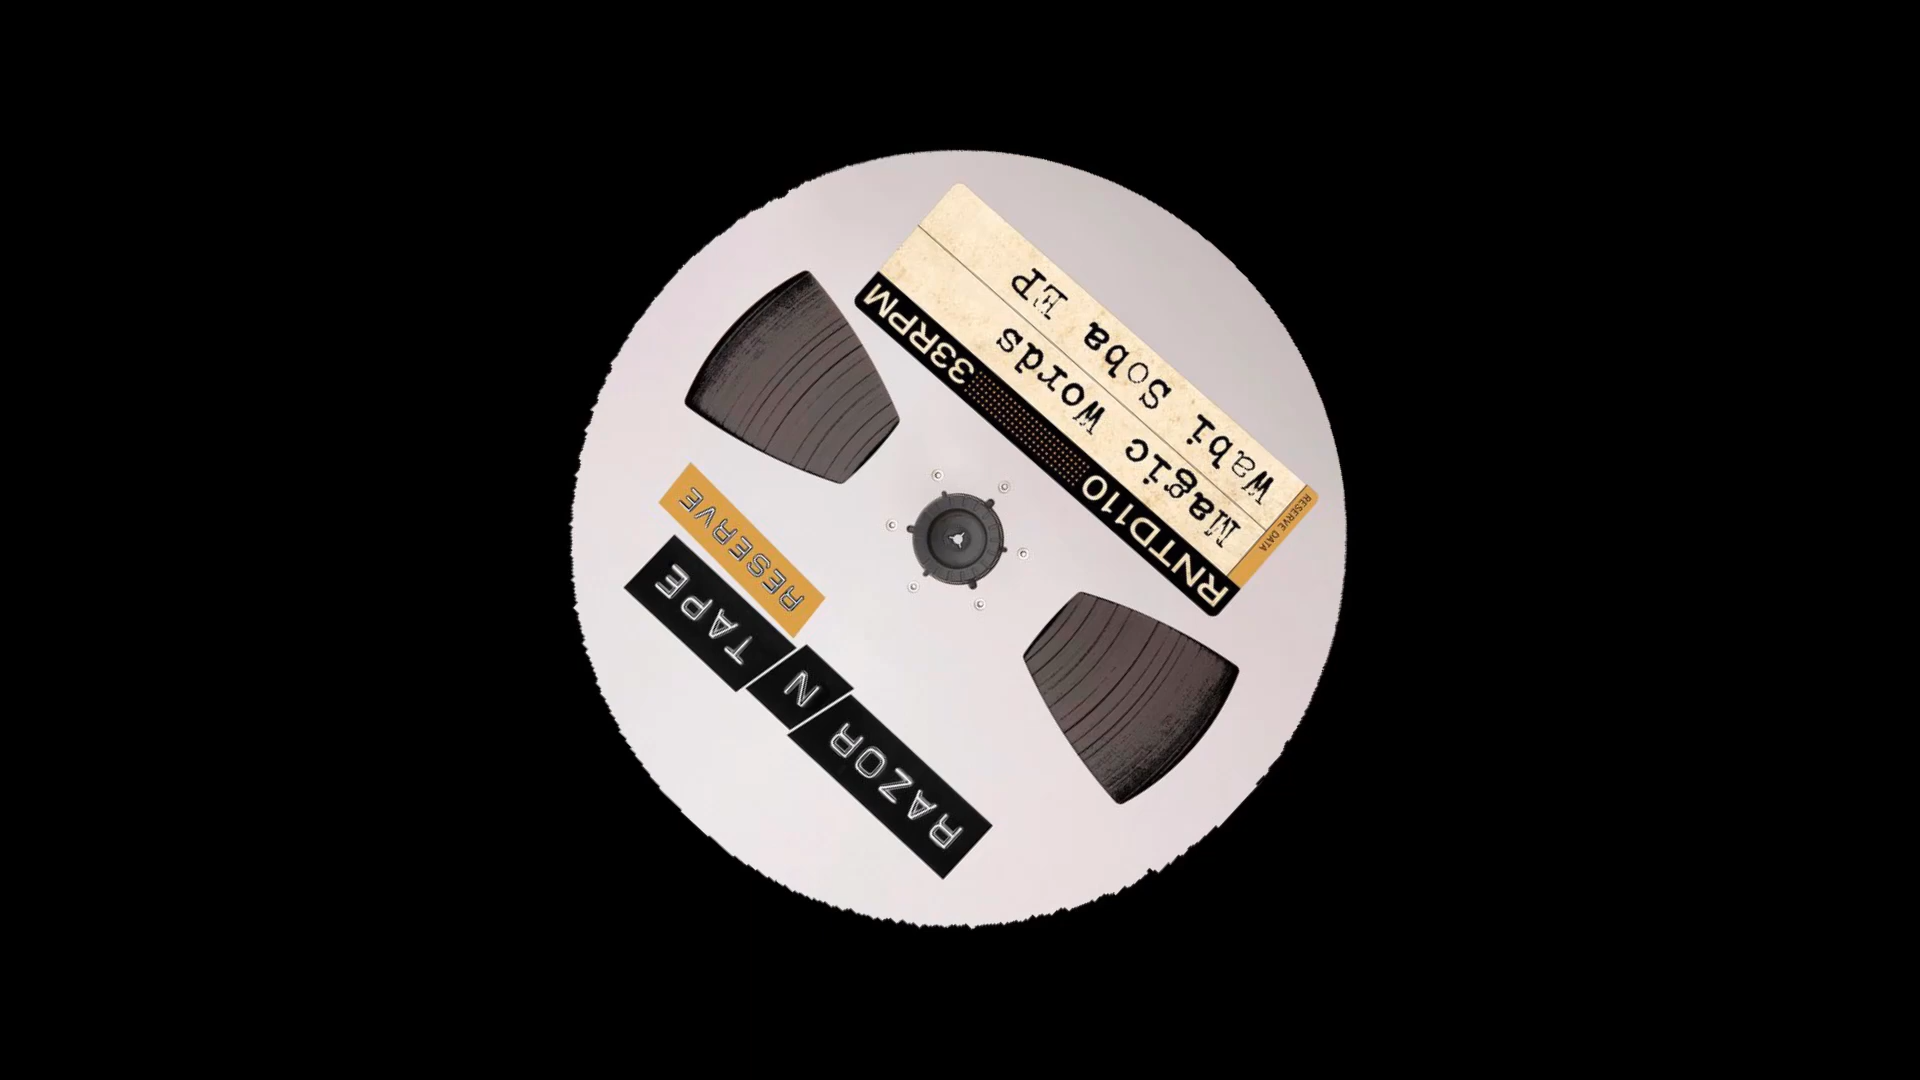 RAZOR N TAPE
RESERVE
RNTD110 33RPM
Magic Words
Wabi Soba EP
RESERVE DATA